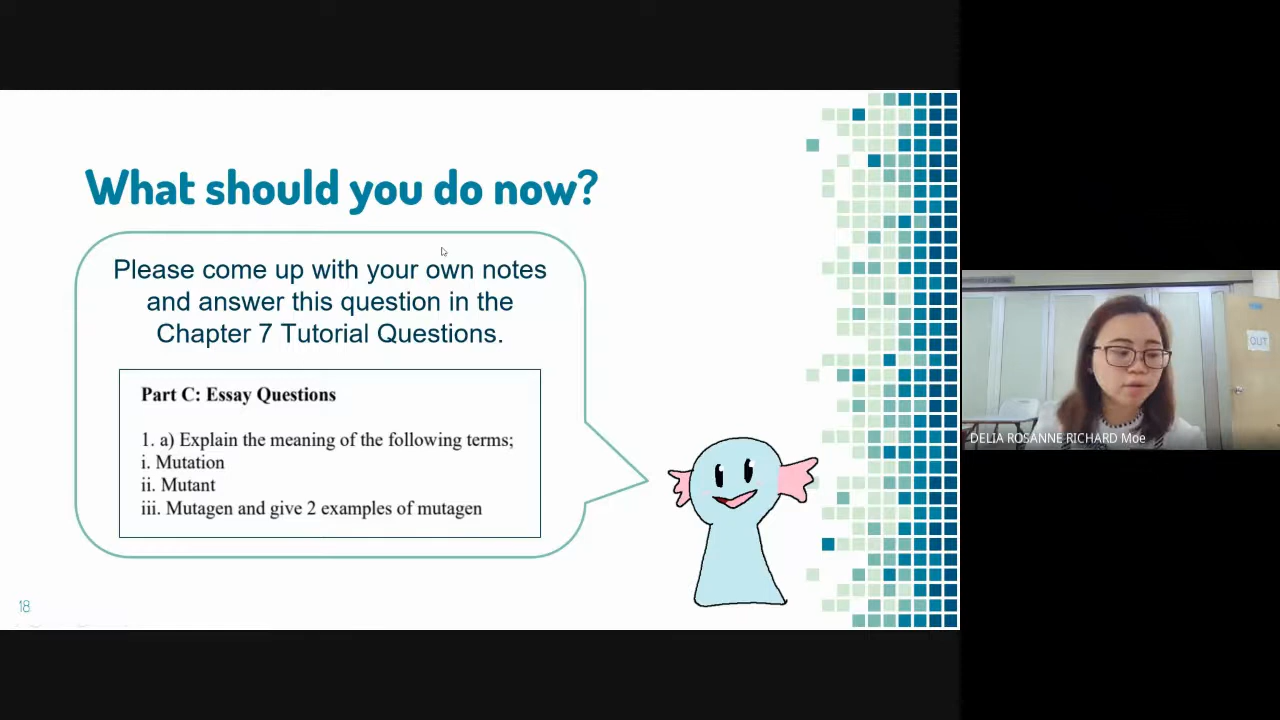 What should you do now?
Please come up with your own notes
and answer this question in the
Chapter 7 Tutorial Questions.
Part C: Essay Questions
1. a) Explain the meaning of the following terms;
i. Mutation
ii. Mutant
iii. Mutagen and give 2 examples of mutagen
18
OUT
DELIA ROSANNE RICHARD Moe